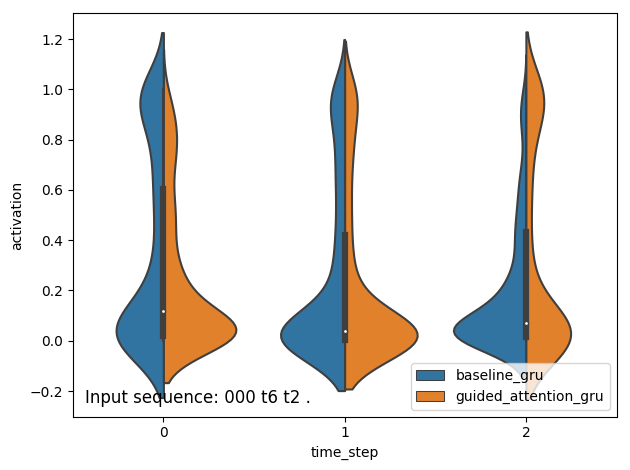 1.2
1.0
0.8
0.6
0.4
0.2
0.0
−0.2
activation
Input sequence: 000 t6 t2 .
baseline_gru
guided_attention_gru
0 1 2
time_step